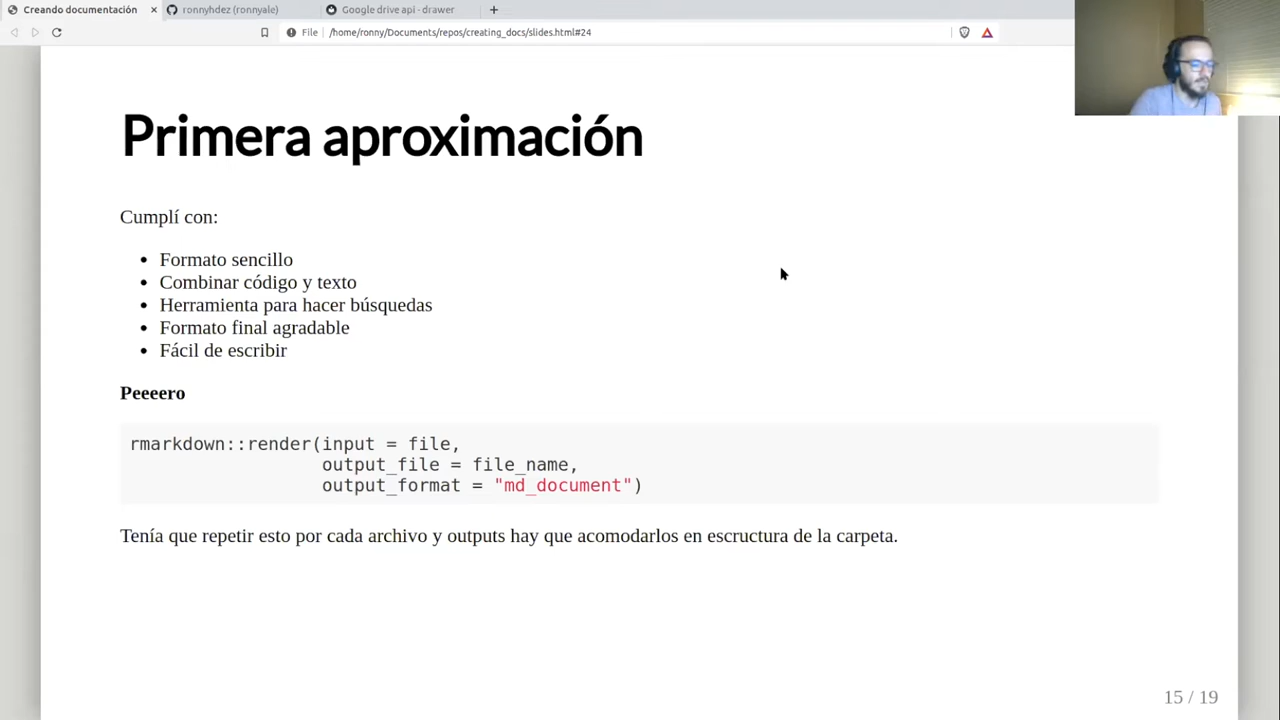 Creando documentación
ronnyhdez (ronnyale)
Google drive api - drawer
File /home/ronny/Documents/repos/creating_docs/slides.html#24
Primera aproximación
Cumplí con:
• Formato sencillo
• Combinar código y texto
• Herramienta para hacer búsquedas
• Formato final agradable
• Fácil de escribir
Peeeero
rmarkdown::render(input = file,
output_file = file_name,
output_format = "md_document")
Tenía que repetir esto por cada archivo y outputs hay que acomodarlos en escructura de la carpeta.
15 / 19